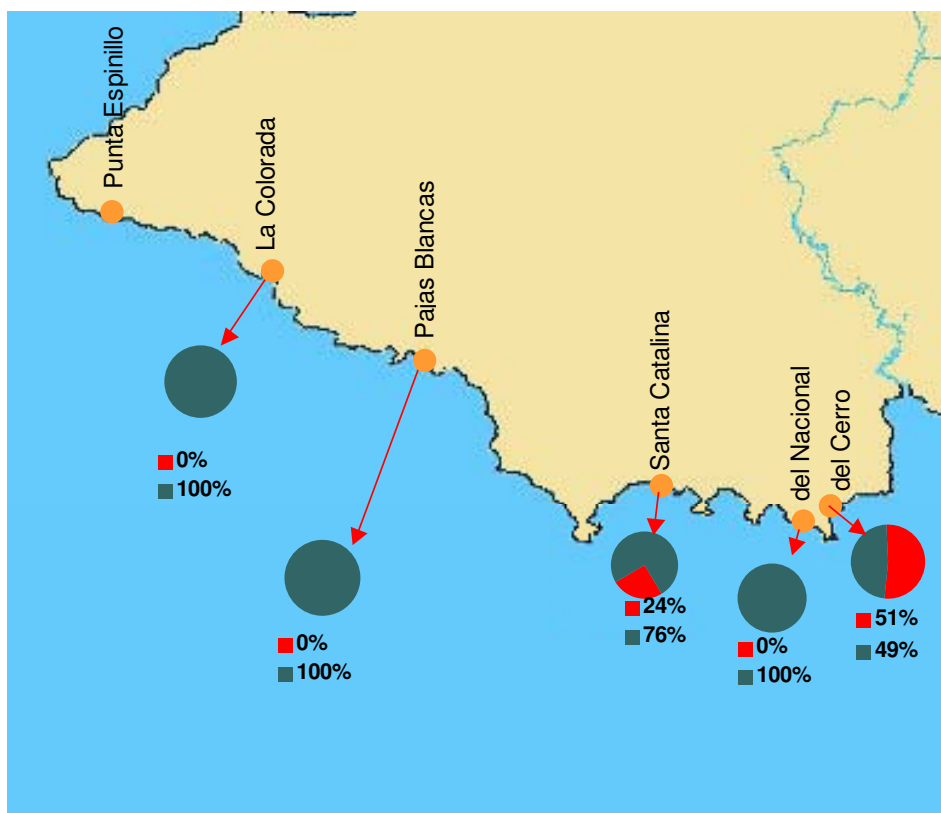 Punta Espinillo
La Colorada
Pajas Blancas
Santa Catalina
del Nacional
del Cerro
0%
100%
0%
100%
24%
76%
0%
100%
51%
49%